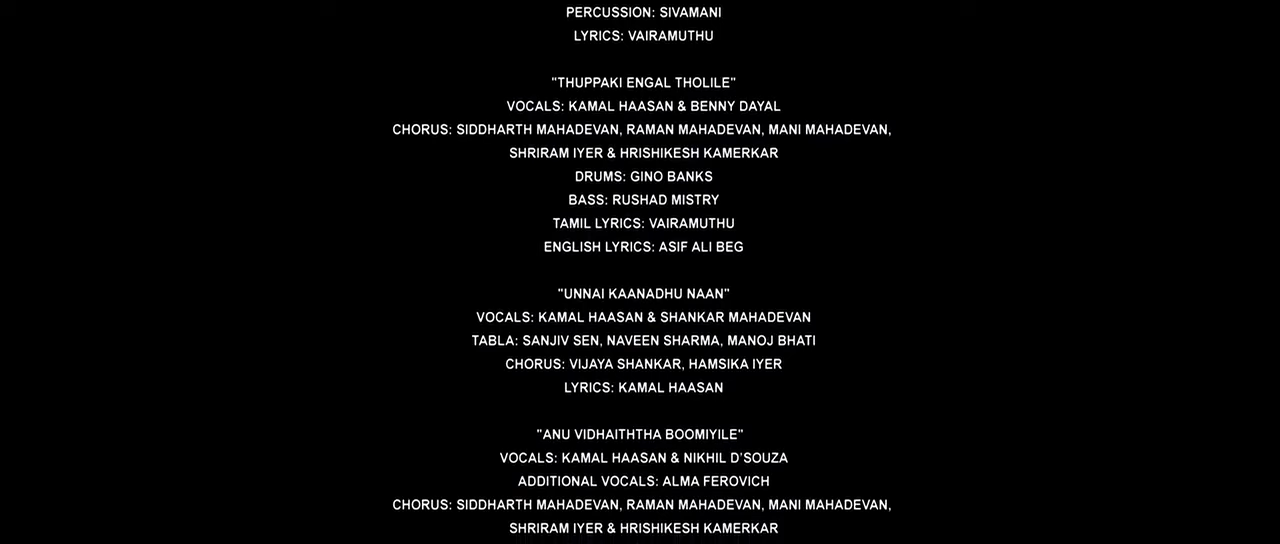 PERCUSSION: SIVAMANI
LYRICS: VAIRAMUTHU
"THUPPAKI ENGAL THOLILE"
VOCALS: KAMAL HAASAN & BENNY DAYAL
CHORUS: SIDDHARTH MAHADEVAN, RAMAN MAHADEVAN, MANI MAHADEVAN,
SHRIRAM IYER & HRISHIKESH KAMERKAR
DRUMS: GINO BANKS
BASS: RUSHAD MISTRY
TAMIL LYRICS: VAIRAMUTHU
ENGLISH LYRICS: ASIF ALI BEG
"UNNAI KAANADHU NAAN"
VOCALS: KAMAL HAASAN & SHANKAR MAHADEVAN
TABLA: SANJIV SEN, NAVEEN SHARMA, MANOJ BHATI
CHORUS: VIJAYA SHANKAR, HAMSIKA IYER
LYRICS: KAMAL HAASAN
"ANU VIDHAITHTHA BOOMIYILE"
VOCALS: KAMAL HAASAN & NIKHIL D'SOUZA
ADDITIONAL VOCALS: ALMA FEROVICH
CHORUS: SIDDHARTH MAHADEVAN, RAMAN MAHADEVAN, MANI MAHADEVAN,
SHRIRAM IYER & HRISHIKESH KAMERKAR